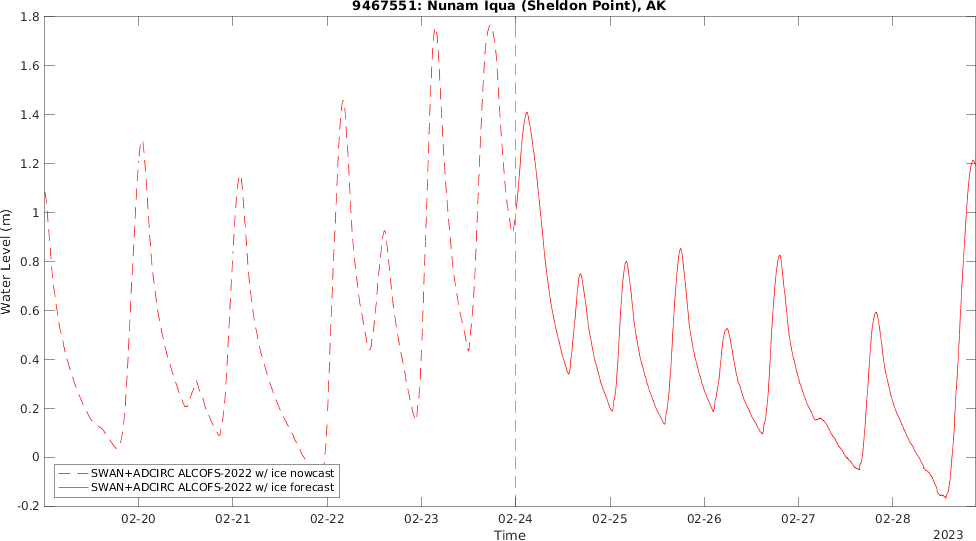 9467551: Nunam Iqua (Sheldon Point), AK
Water Level (m)
1.8
1.6
1.4
1.2
1
0.8
0.6
0.4
0.2
0
-0.2
SWAN+ADCIRC ALCOFS-2022 w/ ice nowcast
SWAN+ADCIRC ALCOFS-2022 w/ ice forecast
02-20 02-21 02-22 02-23 02-24 02-25 02-26 02-27 02-28
Time
2023